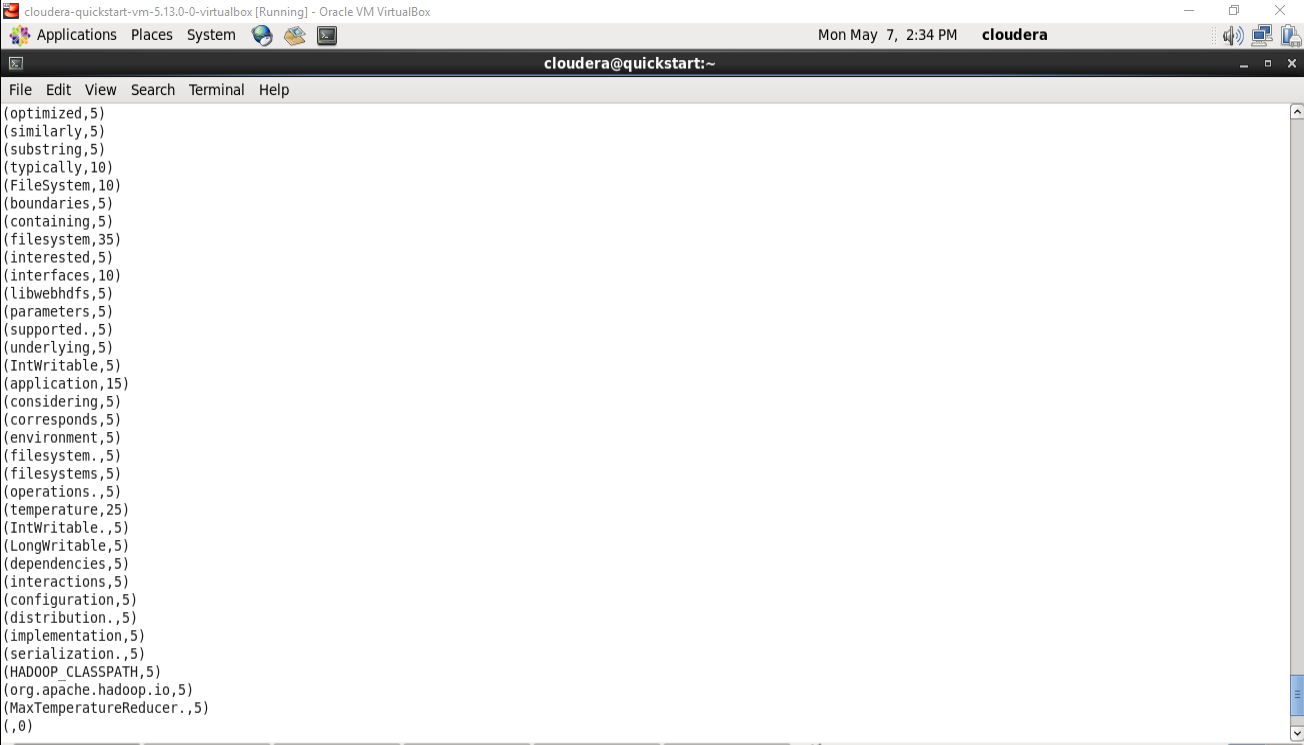 cloudera-quickstart-vm-5.13.0-0-virtualbox [Running] - Oracle VM VirtualBox
Applications Places System Mon May 7, 2:34 PM cloudera
cloudera@quickstart:~
File Edit View Search Terminal Help
(optimized,5)
(similarly,5)
(substring,5)
(typically,10)
(FileSystem,10)
(boundaries,5)
(containing,5)
(filesystem,35)
(interested,5)
(interfaces,10)
(libwebhdfs,5)
(parameters,5)
(supported.,5)
(underlying,5)
(IntWritable,5)
(application,15)
(considering,5)
(corresponds,5)
(environment,5)
(filesystem.,5)
(filesystems,5)
(operations.,5)
(temperature,25)
(IntWritable.,5)
(LongWritable,5)
(dependencies,5)
(interactions,5)
(configuration,5)
(distribution.,5)
(implementation,5)
(serialization.,5)
(HADOOP_CLASSPATH,5)
(org.apache.hadoop.io,5)
(MaxTemperatureReducer.,5)
(,0)